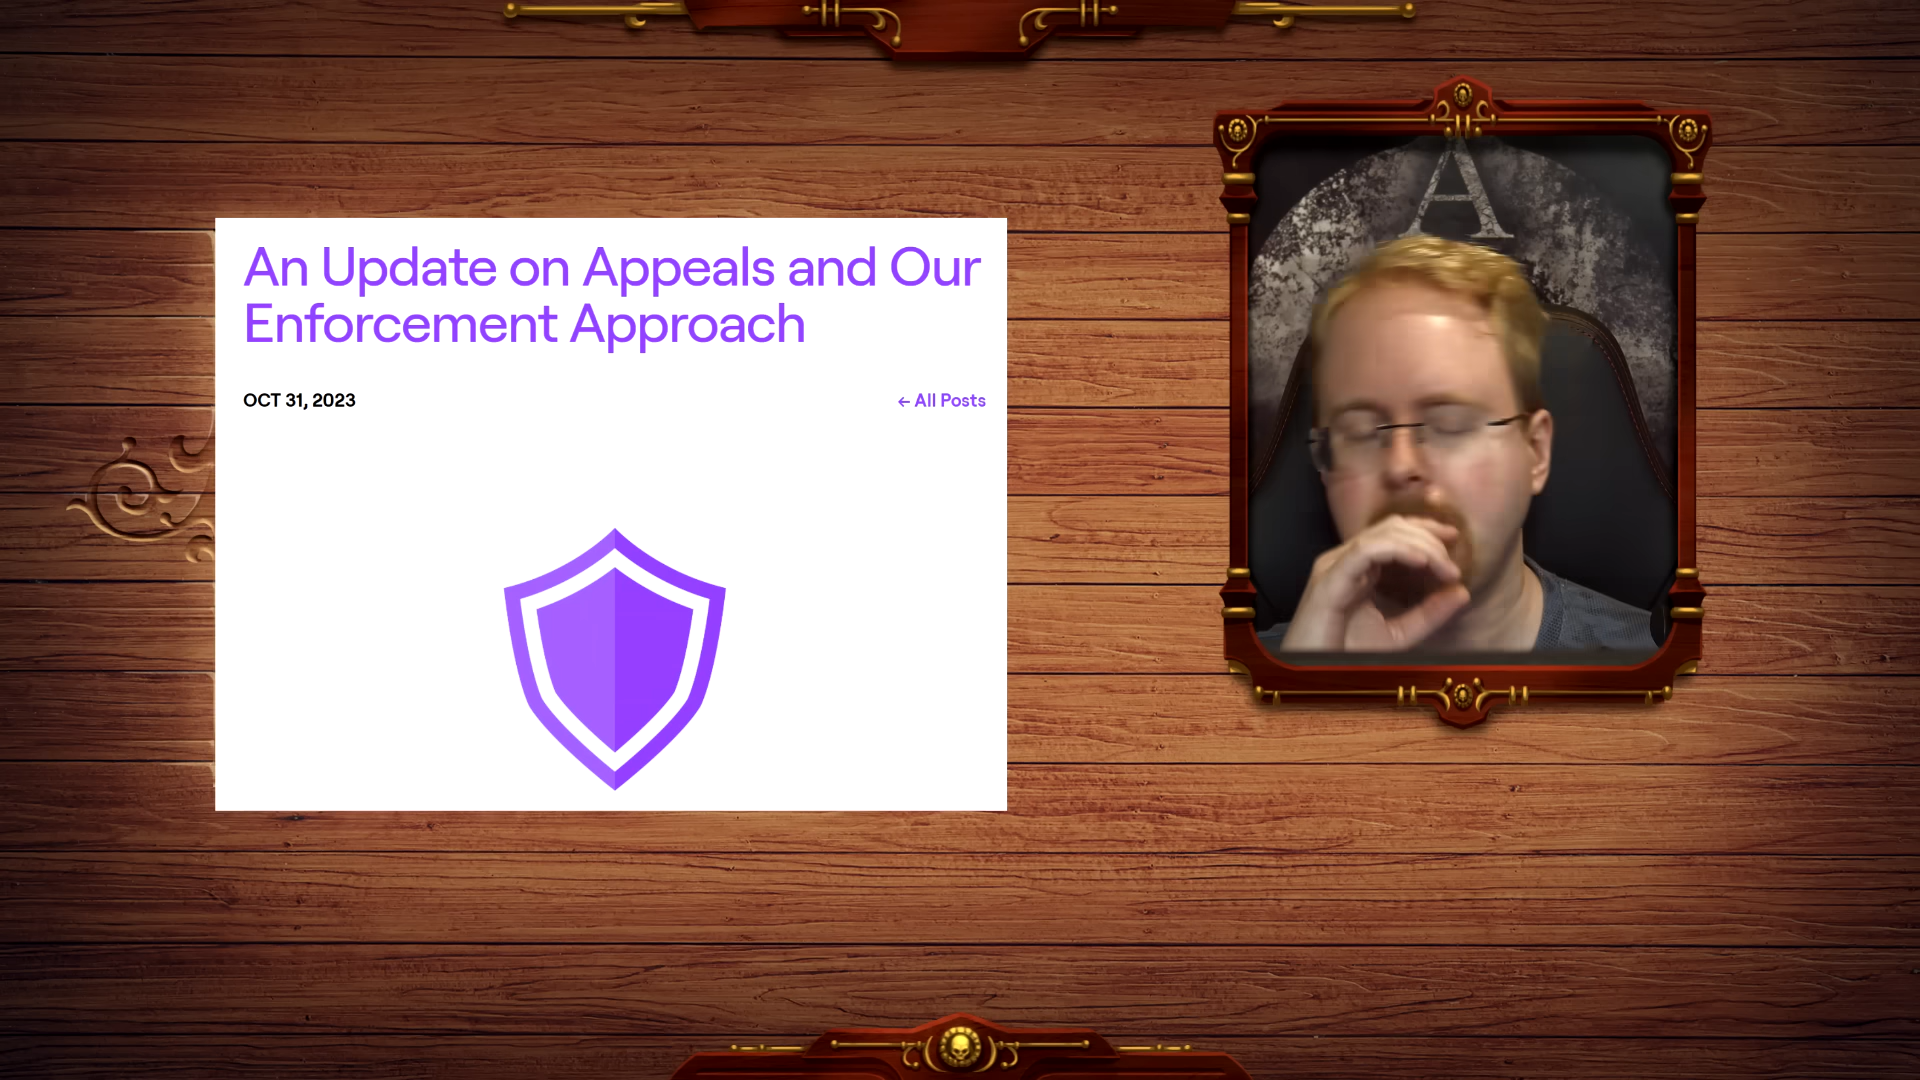 An Update on Appeals and Our
Enforcement Approach
OCT 31, 2023
← All Posts
A